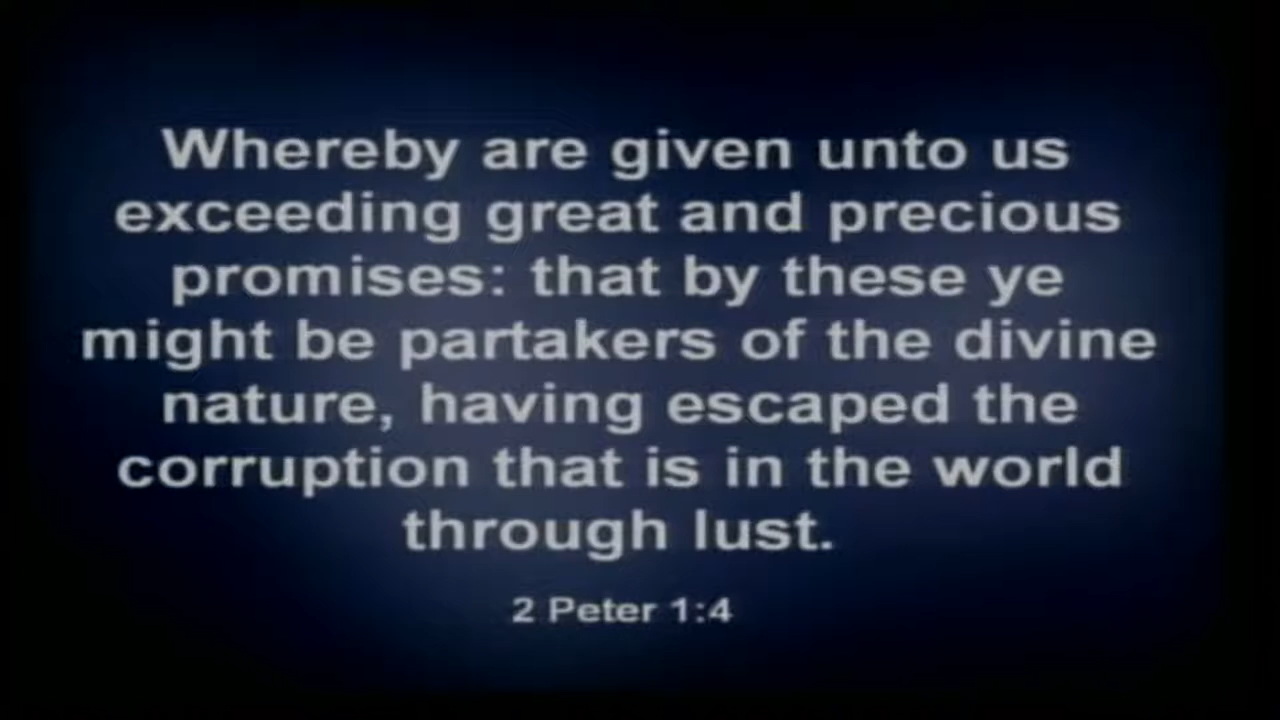 Whereby are given unto us
exceeding great and precious
promises: that by these ye
might be partakers of the divine
nature, having escaped the
corruption that is in the world
through lust.
2 Peter 1:4